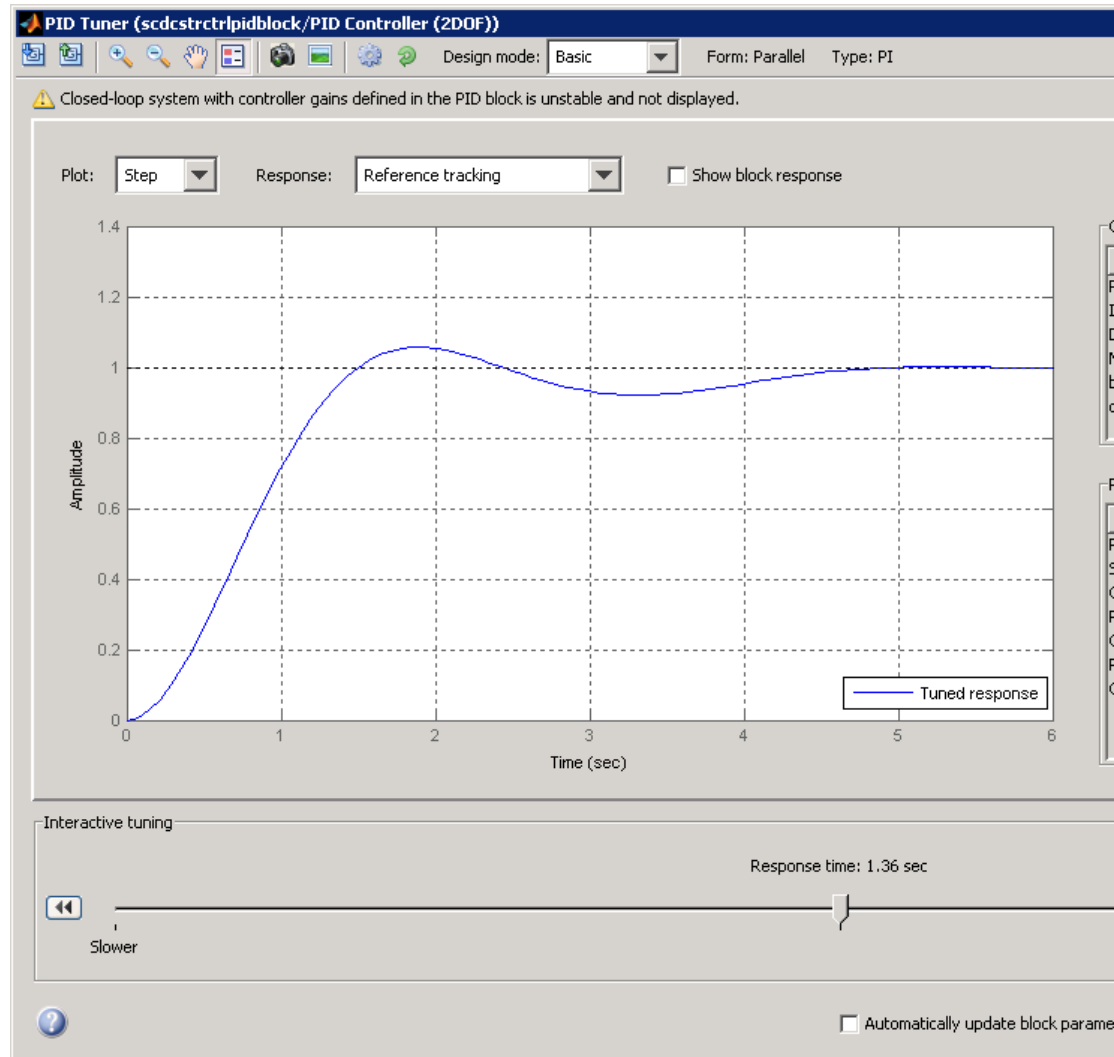 PID Tuner (scdcstrctrlpidblock/PID Controller (2DOF))
Design mode: Basic Form: Parallel Type: PI
Closed-loop system with controller gains defined in the PID block is unstable and not displayed.
Plot: Step Response: Reference tracking Show block response
1.4
1.2
1
0.8
0.6
0.4
0.2
0
Amplitude
Tuned response
0 1 2 3 4 5 6
Time (sec)
Interactive tuning
Response time: 1.36 sec
Slower
Automatically update block